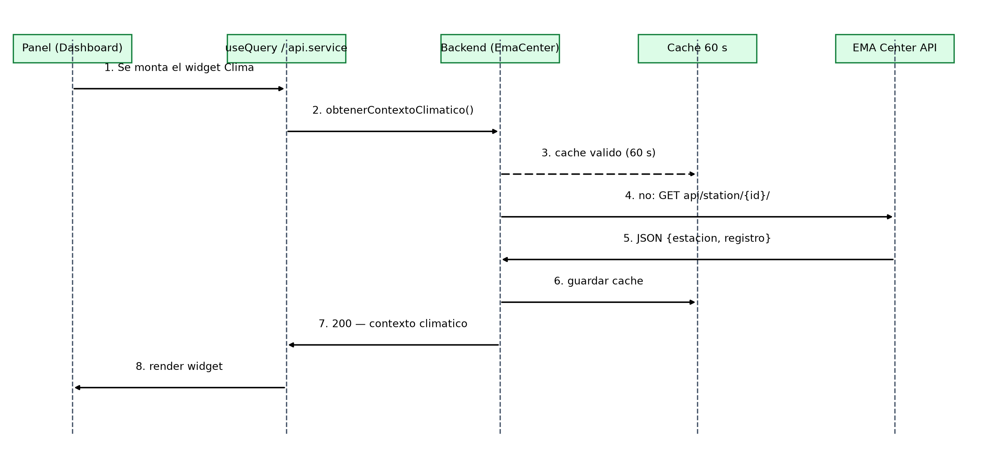 Panel (Dashboard)
useQuery / api.service
Backend (EmaCenter)
Cache 60 s
EMA Center API
1. Se monta el widget Clima
2. obtenerContextoClimatico()
3. cache valido (60 s)
4. no: GET api/station/{id}/
5. JSON {estacion, registro}
6. guardar cache
7. 200 — contexto climatico
8. render widget